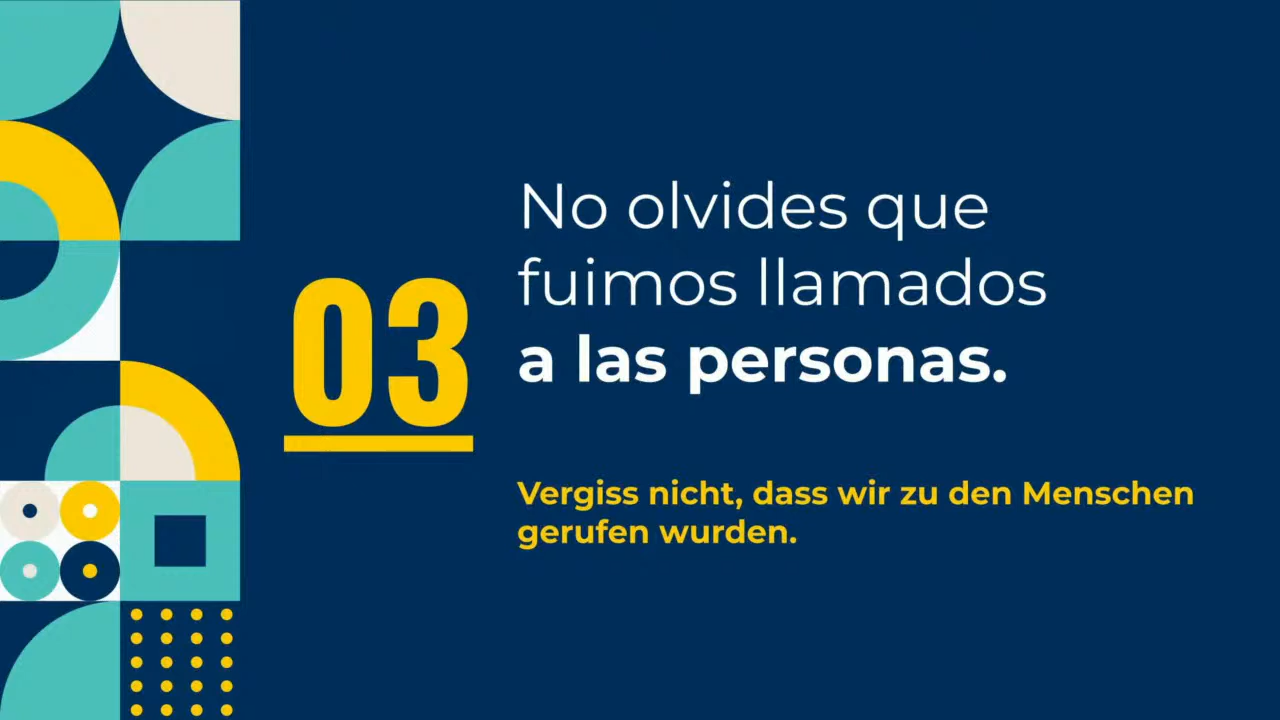 03
No olvides que
fuimos llamados
a las personas.
Vergiss nicht, dass wir zu den Menschen
gerufen wurden.